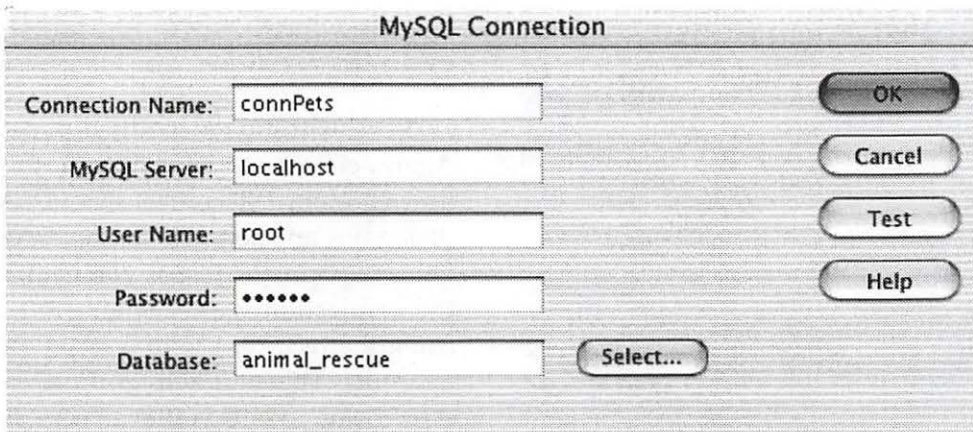 MySQL Connection
Connection Name: connPets
OK
MySQL Server: localhost
Cancel
User Name: root
Test
Password: ••••••
Help
Database: animal_rescue
Select...